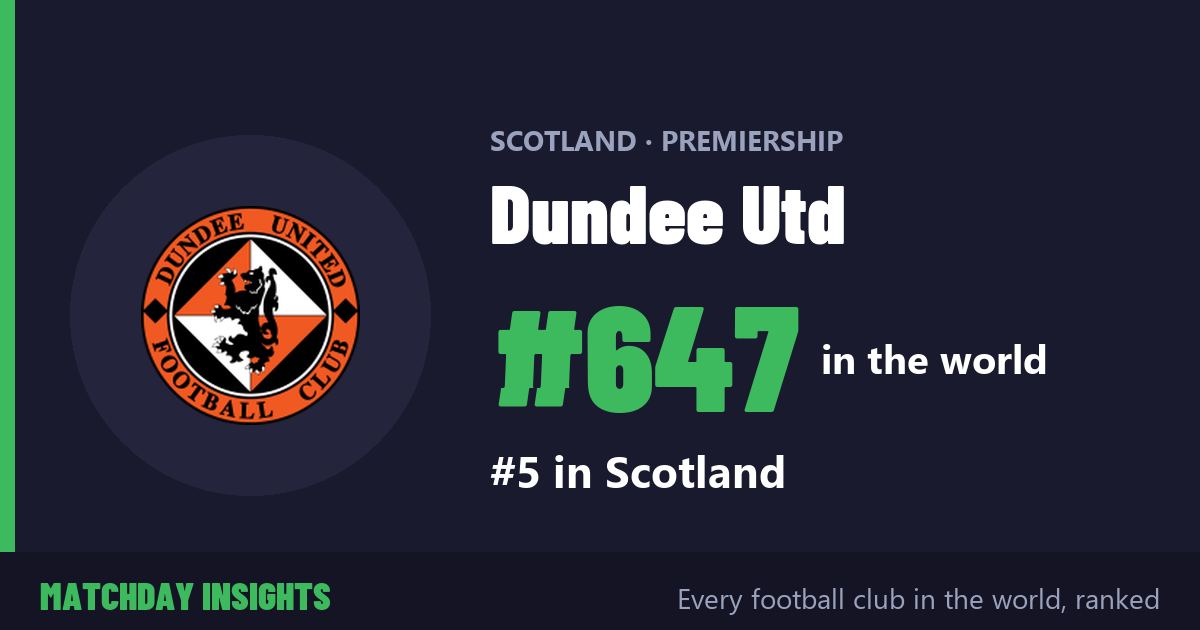 DUNDEE UNITED
FOOTBALL CLUB
SCOTLAND · PREMIERSHIP
Dundee Utd
#647 in the world
#5 in Scotland
MATCHDAY INSIGHTS
Every football club in the world, ranked